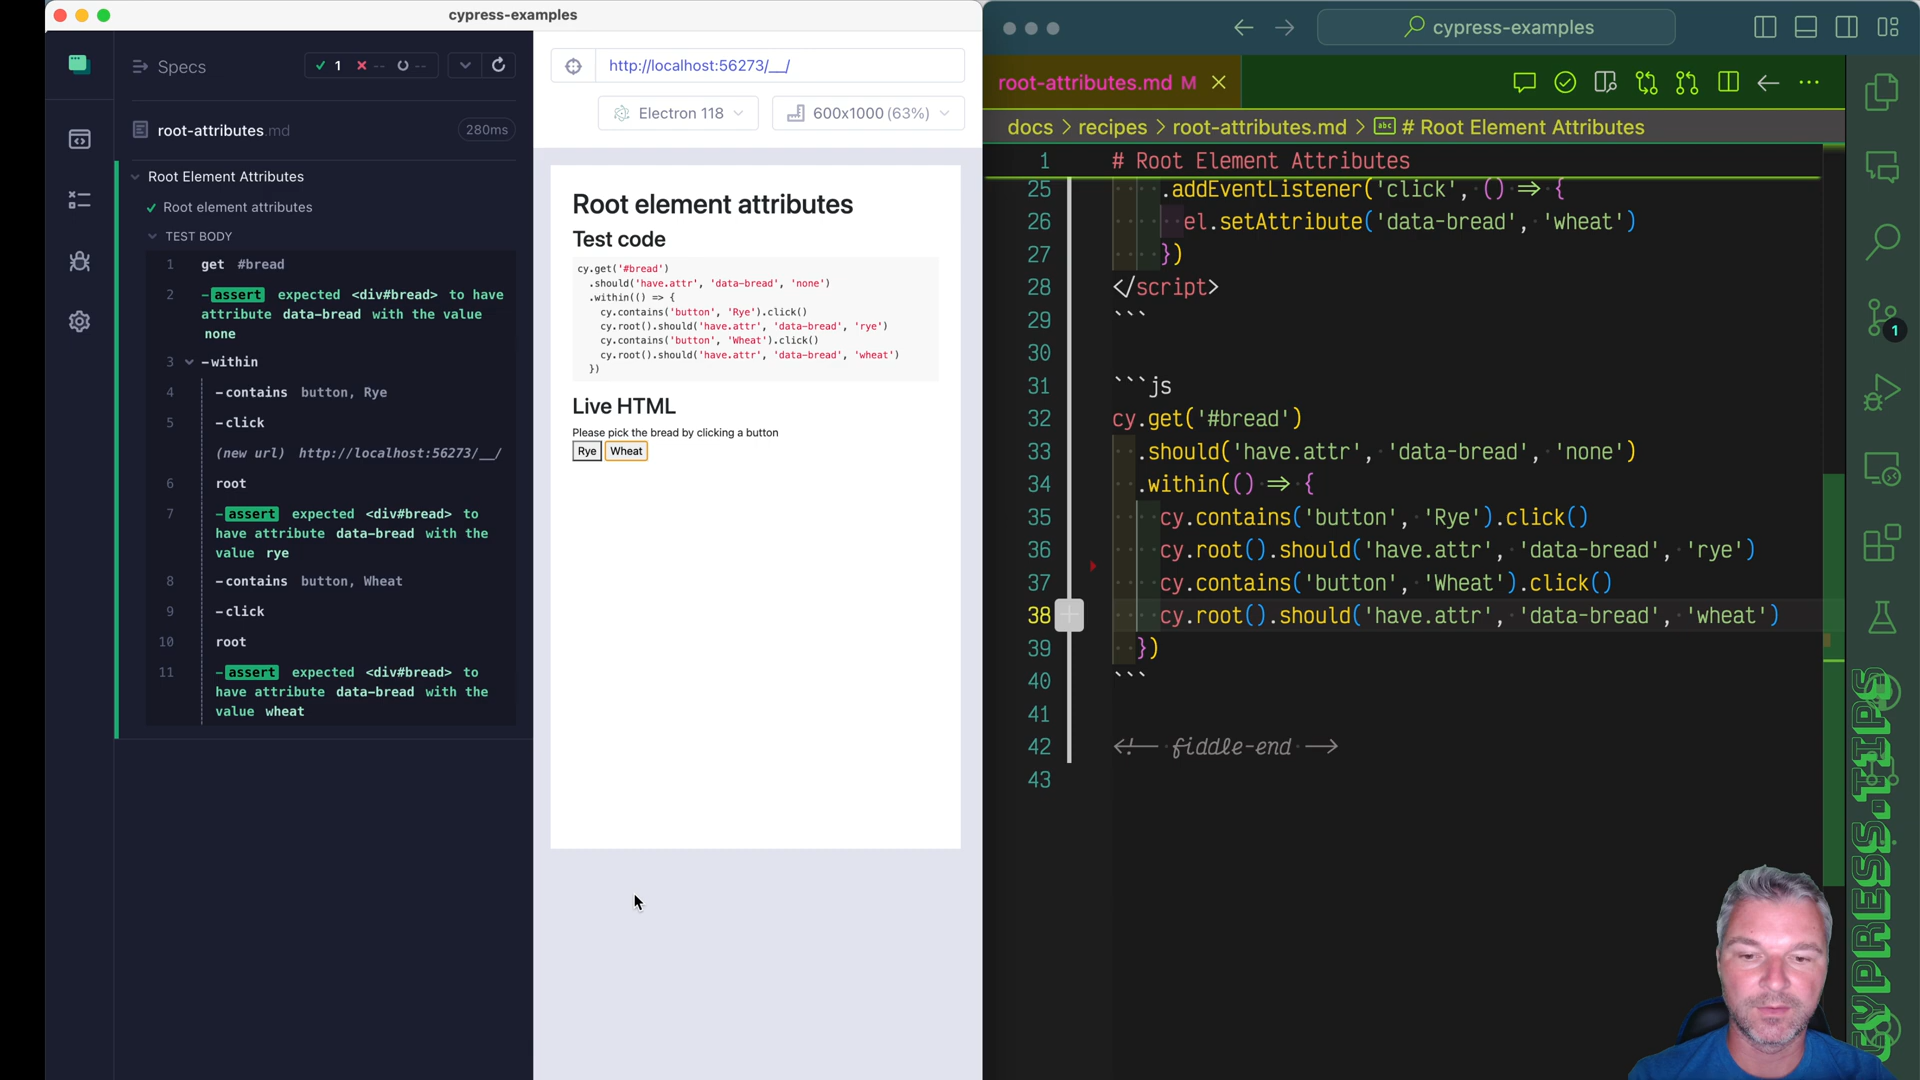 cypress-examples
Specs
1
--
--
root-attributes.md
280ms
Root Element Attributes
Root element attributes
TEST BODY
1 get #bread
2 -assert expected <div#bread> to have
attribute data-bread with the value
none
3 -within
4 -contains button, Rye
5 -click
(new url) http://localhost:56273/__/
6 root
7 -assert expected <div#bread> to
have attribute data-bread with the
value rye
8 -contains button, Wheat
9 -click
10 root
11 -assert expected <div#bread> to
have attribute data-bread with the
value wheat
http://localhost:56273/__/
Electron 118
600x1000 (63%)
Root element attributes
Test code
cy.get('#bread')
.should('have.attr', 'data-bread', 'none')
.within(() => {
cy.contains('button', 'Rye').click()
cy.root().should('have.attr', 'data-bread', 'rye')
cy.contains('button', 'Wheat').click()
cy.root().should('have.attr', 'data-bread', 'wheat')
})
Live HTML
Please pick the bread by clicking a button
Rye Wheat
cypress-examples
root-attributes.md M
docs > recipes > root-attributes.md > # Root Element Attributes
1 # Root Element Attributes
25 .addEventListener('click', () => {
26 el.setAttribute('data-bread', 'wheat')
27 })
28 </script>
29 ```
30
31 ```js
32 cy.get('#bread')
33 .should('have.attr', 'data-bread', 'none')
34 .within(() => {
35 cy.contains('button', 'Rye').click()
36 cy.root().should('have.attr', 'data-bread', 'rye')
37 cy.contains('button', 'Wheat').click()
38 cy.root().should('have.attr', 'data-bread', 'wheat')
39 })
40 ```
41
42 <!-- fiddle-end -->
43
1
CYPRESS.TIPS